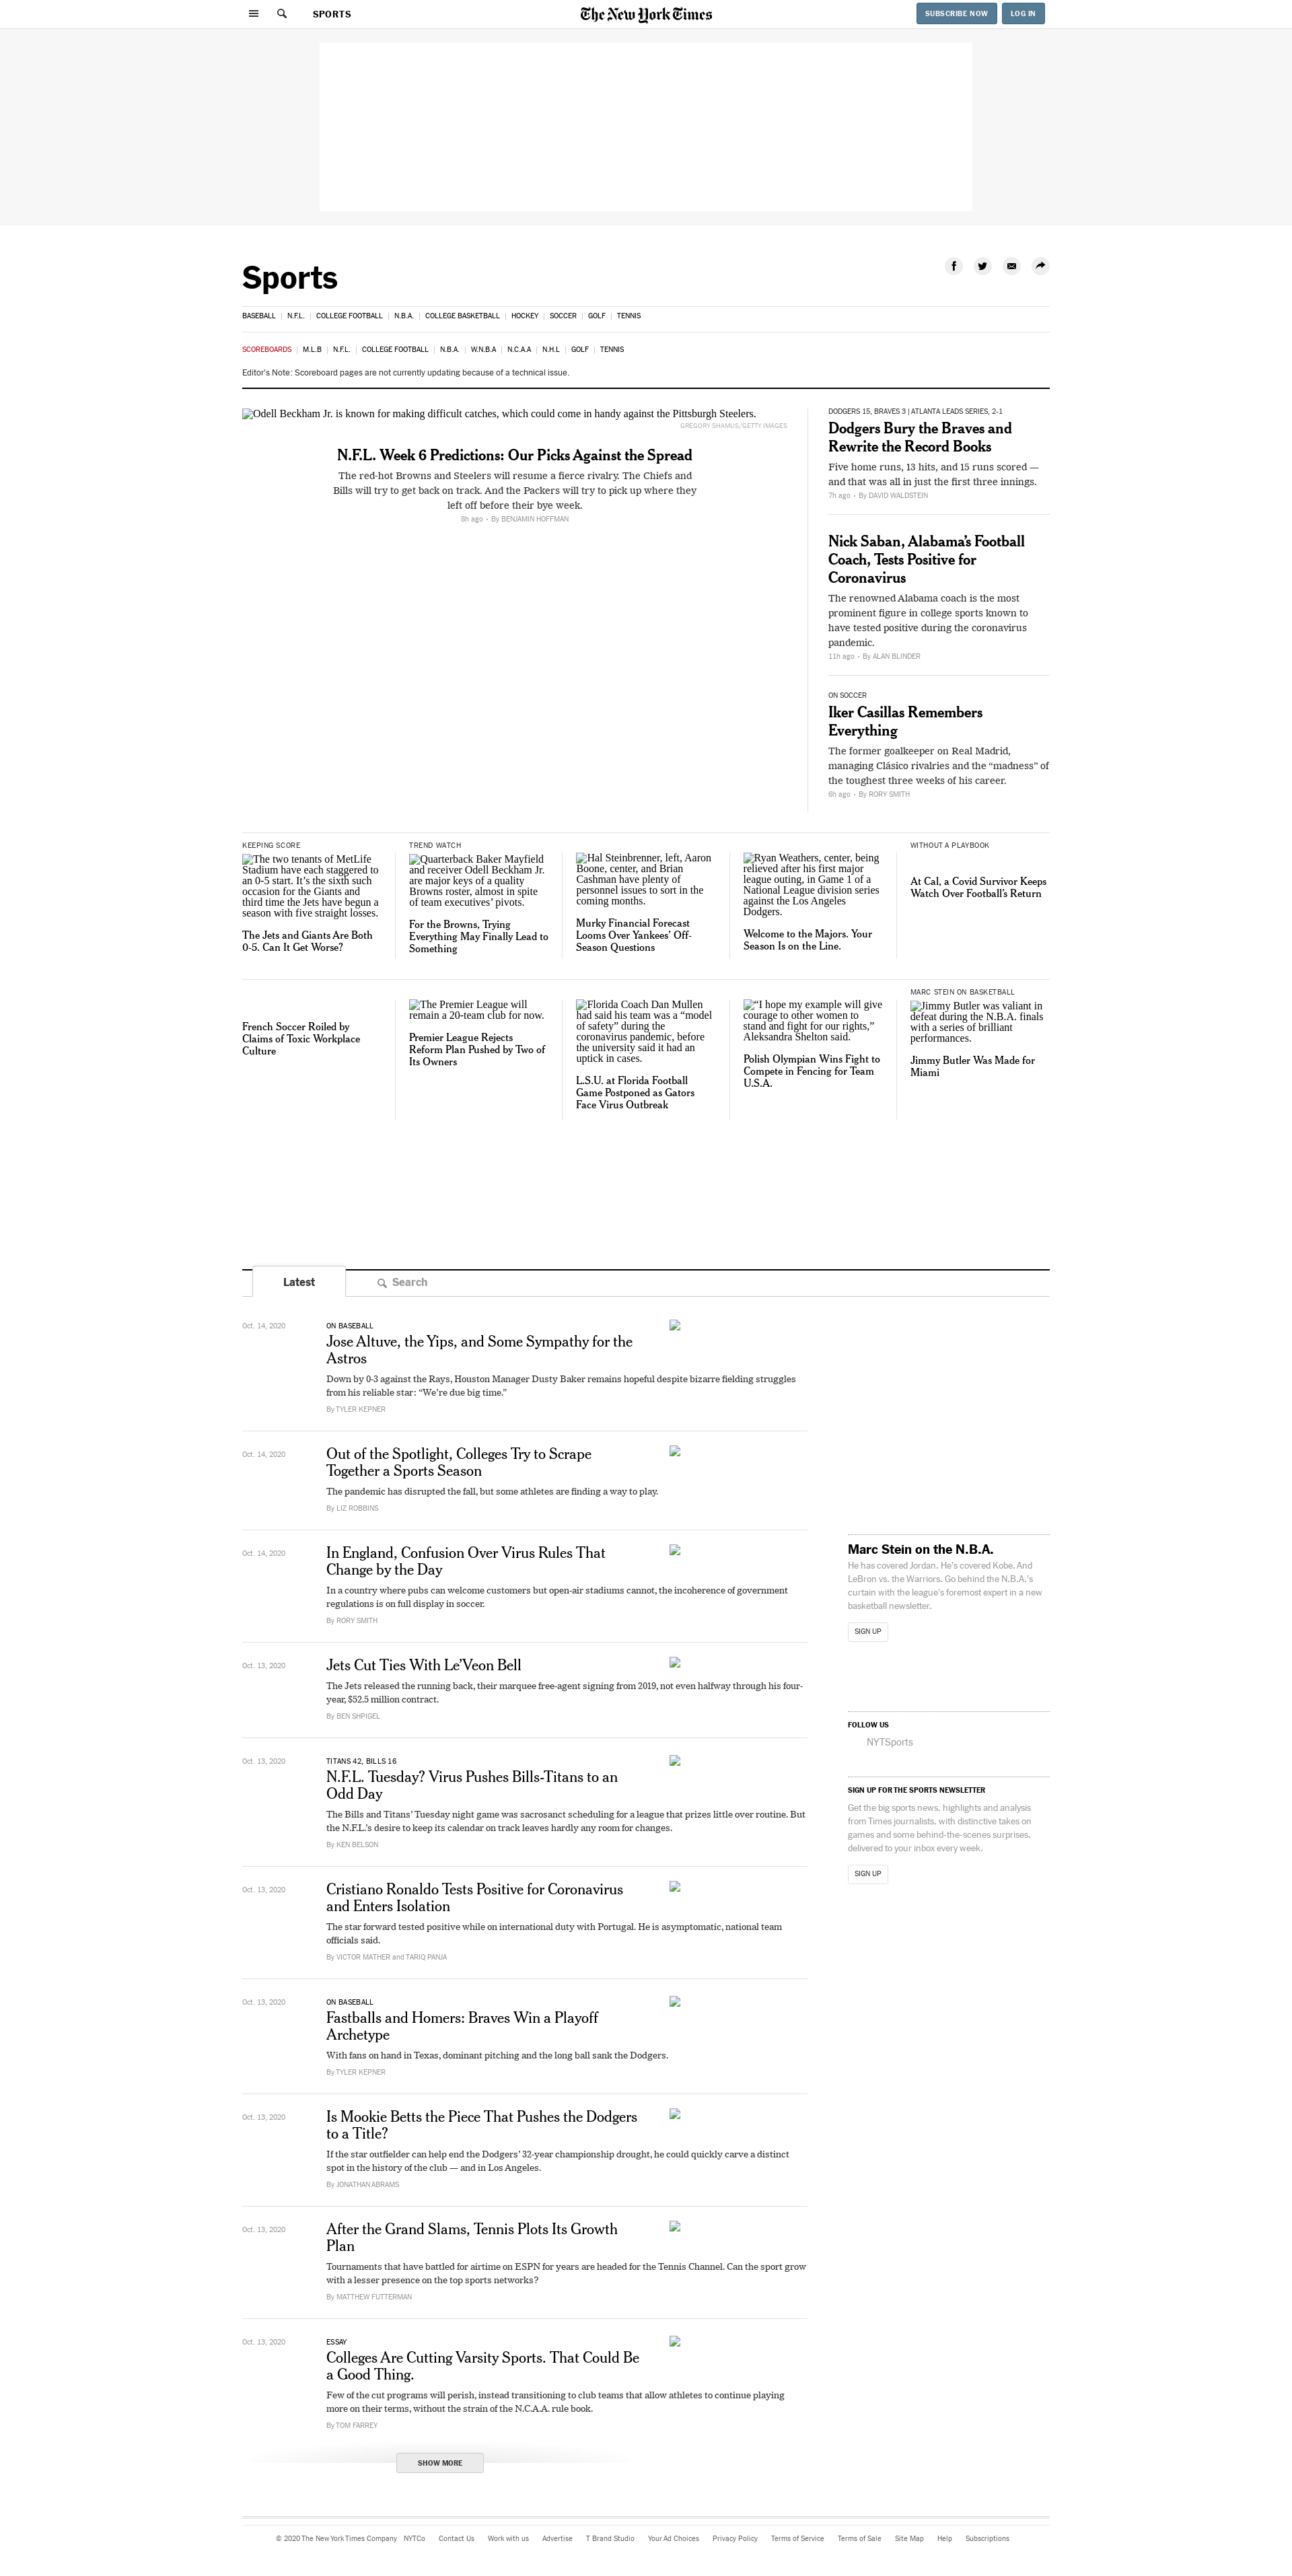 SPORTS
The New York Times
SUBSCRIBE NOW
LOG IN
Sports
BASEBALL | N.F.L. | COLLEGE FOOTBALL | N.B.A. | COLLEGE BASKETBALL | HOCKEY | SOCCER | GOLF | TENNIS
SCOREBOARDS | M.L.B | N.F.L. | COLLEGE FOOTBALL | N.B.A. | W.N.B.A | N.C.A.A | N.H.L | GOLF | TENNIS
Editor's Note: Scoreboard pages are not currently updating because of a technical issue.
Odell Beckham Jr. is known for making difficult catches, which could come in handy against the Pittsburgh Steelers.
GREGORY SHAMUS/GETTY IMAGES
N.F.L. Week 6 Predictions: Our Picks Against the Spread
The red-hot Browns and Steelers will resume a fierce rivalry. The Chiefs and
Bills will try to get back on track. And the Packers will try to pick up where they
left off before their bye week.
8h ago • By BENJAMIN HOFFMAN
DODGERS 15, BRAVES 3 | ATLANTA LEADS SERIES, 2-1
Dodgers Bury the Braves and
Rewrite the Record Books
Five home runs, 13 hits, and 15 runs scored —
and that was all in just the first three innings.
7h ago • By DAVID WALDSTEIN
Nick Saban, Alabama’s Football
Coach, Tests Positive for
Coronavirus
The renowned Alabama coach is the most
prominent figure in college sports known to
have tested positive during the coronavirus
pandemic.
11h ago • By ALAN BLINDER
ON SOCCER
Iker Casillas Remembers
Everything
The former goalkeeper on Real Madrid,
managing Clásico rivalries and the “madness” of
the toughest three weeks of his career.
6h ago • By RORY SMITH
KEEPING SCORE
The two tenants of MetLife
Stadium have each staggered to
an 0-5 start. It’s the sixth such
occasion for the Giants and
third time the Jets have begun a
season with five straight losses.
The Jets and Giants Are Both
0-5. Can It Get Worse?
TREND WATCH
Quarterback Baker Mayfield
and receiver Odell Beckham Jr.
are major keys of a quality
Browns roster, almost in spite
of team executives’ pivots.
For the Browns, Trying
Everything May Finally Lead to
Something
Hal Steinbrenner, left, Aaron
Boone, center, and Brian
Cashman have plenty of
personnel issues to sort in the
coming months.
Murky Financial Forecast
Looms Over Yankees’ Off-
Season Questions
Ryan Weathers, center, being
relieved after his first major
league outing, in Game 1 of a
National League division series
against the Los Angeles
Dodgers.
Welcome to the Majors. Your
Season Is on the Line.
WITHOUT A PLAYBOOK
At Cal, a Covid Survivor Keeps
Watch Over Football’s Return
French Soccer Roiled by
Claims of Toxic Workplace
Culture
The Premier League will
remain a 20-team club for now.
Premier League Rejects
Reform Plan Pushed by Two of
Its Owners
Florida Coach Dan Mullen
had said his team was a “model
of safety” during the
coronavirus pandemic, before
the university said it had an
uptick in cases.
L.S.U. at Florida Football
Game Postponed as Gators
Face Virus Outbreak
“I hope my example will give
courage to other women to
stand and fight for our rights,”
Aleksandra Shelton said.
Polish Olympian Wins Fight to
Compete in Fencing for Team
U.S.A.
MARC STEIN ON BASKETBALL
Jimmy Butler was valiant in
defeat during the N.B.A. finals
with a series of brilliant
performances.
Jimmy Butler Was Made for
Miami
Latest
Search
Oct. 14, 2020
ON BASEBALL
Jose Altuve, the Yips, and Some Sympathy for the
Astros
Down by 0-3 against the Rays, Houston Manager Dusty Baker remains hopeful despite bizarre fielding struggles
from his reliable star: “We’re due big time.”
By TYLER KEPNER
Oct. 14, 2020
Out of the Spotlight, Colleges Try to Scrape
Together a Sports Season
The pandemic has disrupted the fall, but some athletes are finding a way to play.
By LIZ ROBBINS
Oct. 14, 2020
In England, Confusion Over Virus Rules That
Change by the Day
In a country where pubs can welcome customers but open-air stadiums cannot, the incoherence of government
regulations is on full display in soccer.
By RORY SMITH
Oct. 13, 2020
Jets Cut Ties With Le’Veon Bell
The Jets released the running back, their marquee free-agent signing from 2019, not even halfway through his four-
year, $52.5 million contract.
By BEN SHPIGEL
Oct. 13, 2020
TITANS 42, BILLS 16
N.F.L. Tuesday? Virus Pushes Bills-Titans to an
Odd Day
The Bills and Titans’ Tuesday night game was sacrosanct scheduling for a league that prizes little over routine. But
the N.F.L.’s desire to keep its calendar on track leaves hardly any room for changes.
By KEN BELSON
Oct. 13, 2020
Cristiano Ronaldo Tests Positive for Coronavirus
and Enters Isolation
The star forward tested positive while on international duty with Portugal. He is asymptomatic, national team
officials said.
By VICTOR MATHER and TARIQ PANJA
Oct. 13, 2020
ON BASEBALL
Fastballs and Homers: Braves Win a Playoff
Archetype
With fans on hand in Texas, dominant pitching and the long ball sank the Dodgers.
By TYLER KEPNER
Oct. 13, 2020
Is Mookie Betts the Piece That Pushes the Dodgers
to a Title?
If the star outfielder can help end the Dodgers’ 32-year championship drought, he could quickly carve a distinct
spot in the history of the club — and in Los Angeles.
By JONATHAN ABRAMS
Oct. 13, 2020
After the Grand Slams, Tennis Plots Its Growth
Plan
Tournaments that have battled for airtime on ESPN for years are headed for the Tennis Channel. Can the sport grow
with a lesser presence on the top sports networks?
By MATTHEW FUTTERMAN
Oct. 13, 2020
ESSAY
Colleges Are Cutting Varsity Sports. That Could Be
a Good Thing.
Few of the cut programs will perish, instead transitioning to club teams that allow athletes to continue playing
more on their terms, without the strain of the N.C.A.A. rule book.
By TOM FARREY
SHOW MORE
Marc Stein on the N.B.A.
He has covered Jordan. He’s covered Kobe. And
LeBron vs. the Warriors. Go behind the N.B.A.’s
curtain with the league’s foremost expert in a new
basketball newsletter.
SIGN UP
FOLLOW US
NYTSports
SIGN UP FOR THE SPORTS NEWSLETTER
Get the big sports news, highlights and analysis
from Times journalists, with distinctive takes on
games and some behind-the-scenes surprises,
delivered to your inbox every week.
SIGN UP
© 2020 The New York Times Company NYTCo Contact Us Work with us Advertise T Brand Studio Your Ad Choices Privacy Policy Terms of Service Terms of Sale Site Map Help Subscriptions